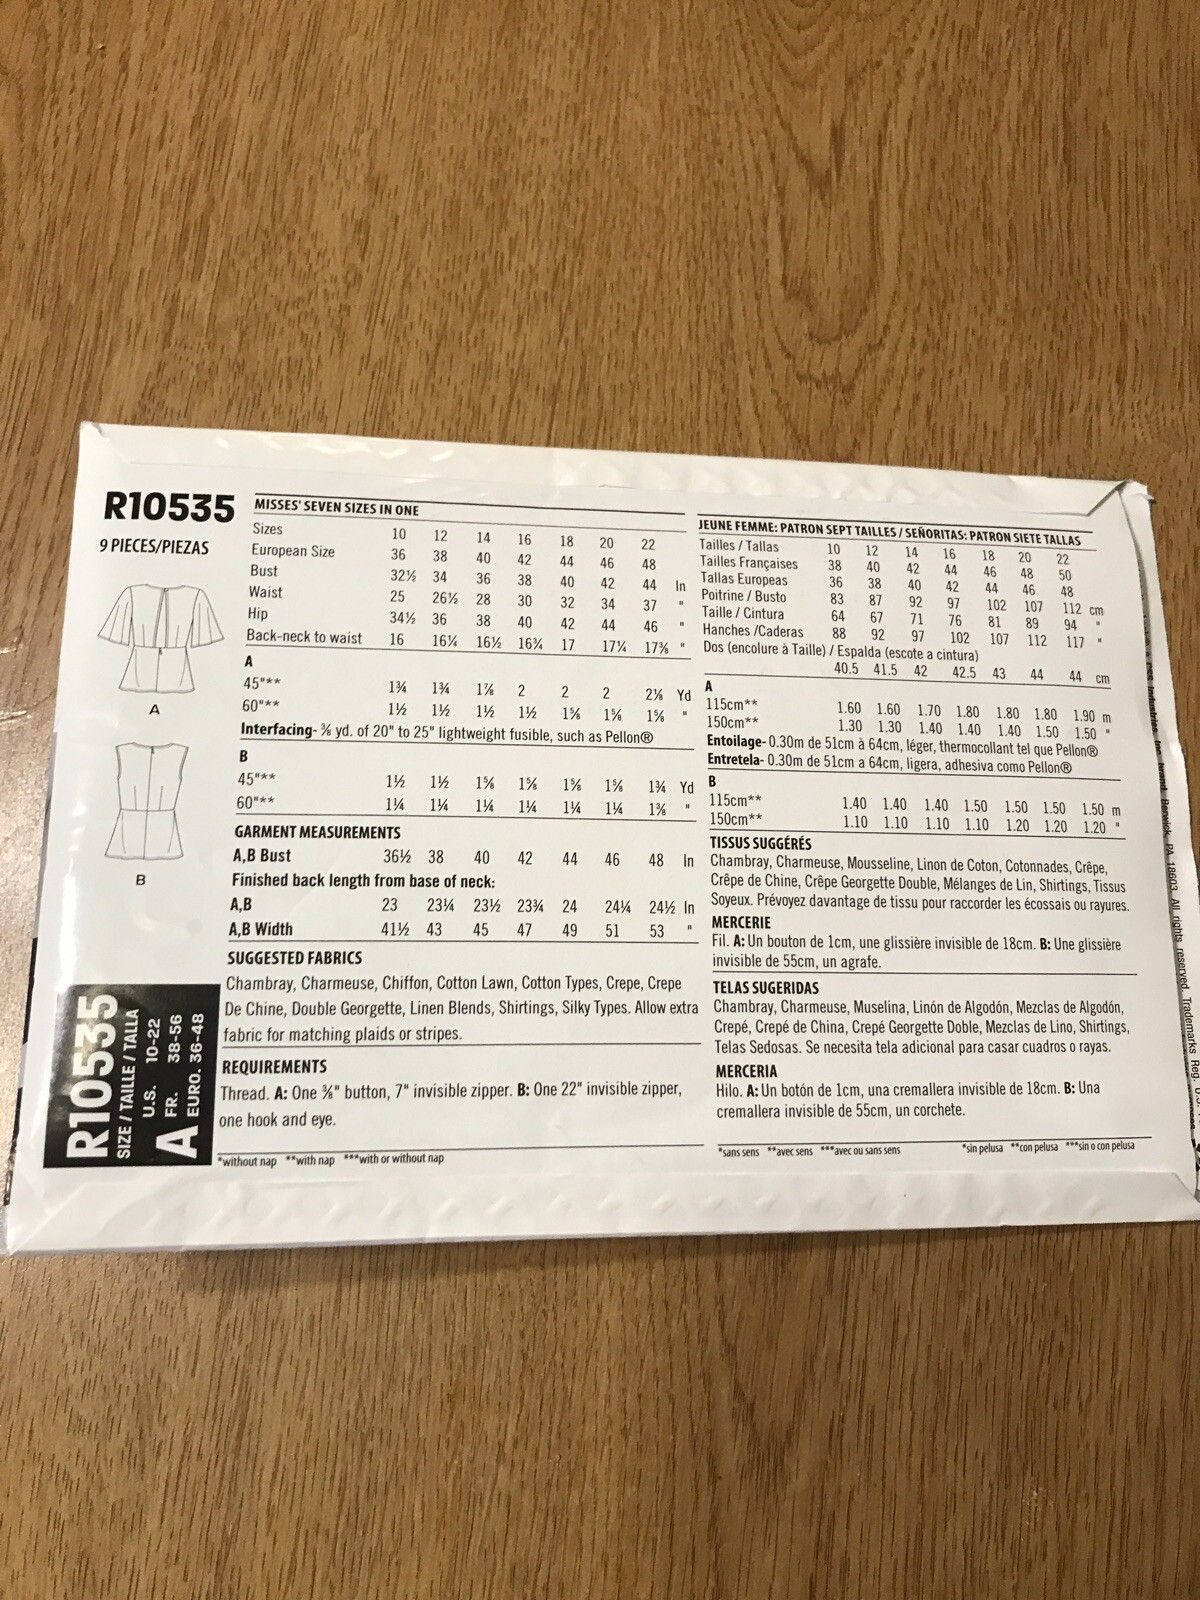 R10535
9 PIECES/PIEZAS
A
B
R10535
SIZE / TAILLE / TALLA
A
U.S. 10-22
FR. 38-56
EURO. 36-48
MISSES' SEVEN SIZES IN ONE
Sizes 10 12 14 16 18 20 22
European Size 36 38 40 42 44 46 48
Bust 32½ 34 36 38 40 42 44 In
Waist 25 26½ 28 30 32 34 37 "
Hip 34½ 36 38 40 42 44 46 "
Back-neck to waist 16 16¼ 16½ 16¾ 17 17¼ 17⅜ "
A
45"** 1¾ 1¾ 1⅞ 2 2 2 2⅛ Yd
60"** 1½ 1½ 1½ 1½ 1⅝ 1⅝ 1⅝ "
Interfacing- ⅜ yd. of 20" to 25" lightweight fusible, such as Pellon®
B
45"** 1½ 1½ 1⅝ 1⅝ 1⅝ 1⅝ 1¾ Yd
60"** 1¼ 1¼ 1¼ 1¼ 1¼ 1¼ 1⅜ "
GARMENT MEASUREMENTS
A,B Bust 36½ 38 40 42 44 46 48 In
Finished back length from base of neck:
A,B 23 23¼ 23½ 23¾ 24 24¼ 24½ In
A,B Width 41½ 43 45 47 49 51 53 "
SUGGESTED FABRICS
Chambray, Charmeuse, Chiffon, Cotton Lawn, Cotton Types, Crepe, Crepe
De Chine, Double Georgette, Linen Blends, Shirtings, Silky Types. Allow extra
fabric for matching plaids or stripes.
REQUIREMENTS
Thread. A: One ⅜" button, 7" invisible zipper. B: One 22" invisible zipper,
one hook and eye.
*without nap **with nap ***with or without nap
JEUNE FEMME: PATRON SEPT TAILLES / SEÑORITAS: PATRON SIETE TALLAS
Tailles / Tallas 10 12 14 16 18 20 22
Tailles Françaises 38 40 42 44 46 48 50
Tallas Europeas 36 38 40 42 44 46 48
Poitrine / Busto 83 87 92 97 102 107 112 cm
Taille / Cintura 64 67 71 76 81 89 94 "
Hanches /Caderas 88 92 97 102 107 112 117 "
Dos (encolure à Taille) / Espalda (escote a cintura)
40.5 41.5 42 42.5 43 44 44 cm
A
115cm** 1.60 1.60 1.70 1.80 1.80 1.80 1.90 m
150cm** 1.30 1.30 1.40 1.40 1.40 1.50 1.50 "
Entoilage- 0.30m de 51cm à 64cm, léger, thermocollant tel que Pellon®
Entretela- 0.30m de 51cm a 64cm, ligera, adhesiva como Pellon®
B
115cm** 1.40 1.40 1.40 1.50 1.50 1.50 1.50 m
150cm** 1.10 1.10 1.10 1.10 1.20 1.20 1.20 "
TISSUS SUGGÉRÉS
Chambray, Charmeuse, Mousseline, Linon de Coton, Cotonnades, Crêpe,
Crêpe de Chine, Crêpe Georgette Double, Mélanges de Lin, Shirtings, Tissus
Soyeux. Prévoyez davantage de tissu pour raccorder les écossais ou rayures.
MERCERIE
Fil. A: Un bouton de 1cm, une glissière invisible de 18cm. B: Une glissière
invisible de 55cm, un agrafe.
TELAS SUGERIDAS
Chambray, Charmeuse, Muselina, Linón de Algodón, Mezclas de Algodón,
Crepé, Crepé de China, Crepé Georgette Doble, Mezclas de Lino, Shirtings,
Telas Sedosas. Se necesita tela adicional para casar cuadros o rayas.
MERCERIA
Hilo. A: Un botón de 1cm, una cremallera invisible de 18cm. B: Una
cremallera invisible de 55cm, un corchete.
*sans sens **avec sens ***avec ou sans sens *sin pelusa **con pelusa ***sin o con pelusa
Industries, Inc. brand. Berwick, PA 18603. All rights reserved. Trademarks Reg.